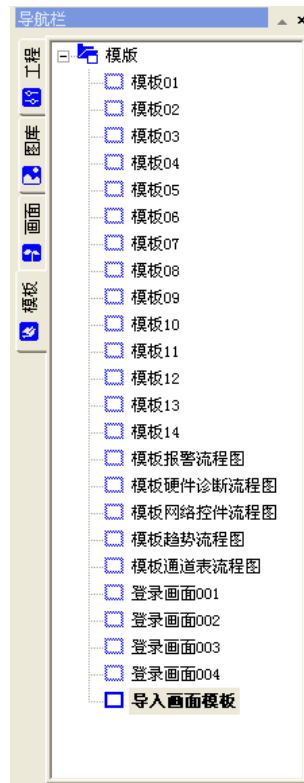 导航栏
工程
图库
画面
模板
模版
模板01
模板02
模板03
模板04
模板05
模板06
模板07
模板08
模板09
模板10
模板11
模板12
模板13
模板14
模板报警流程图
模板硬件诊断流程图
模板网络控件流程图
模板趋势流程图
模板通道表流程图
登录画面001
登录画面002
登录画面003
登录画面004
导入画面模板